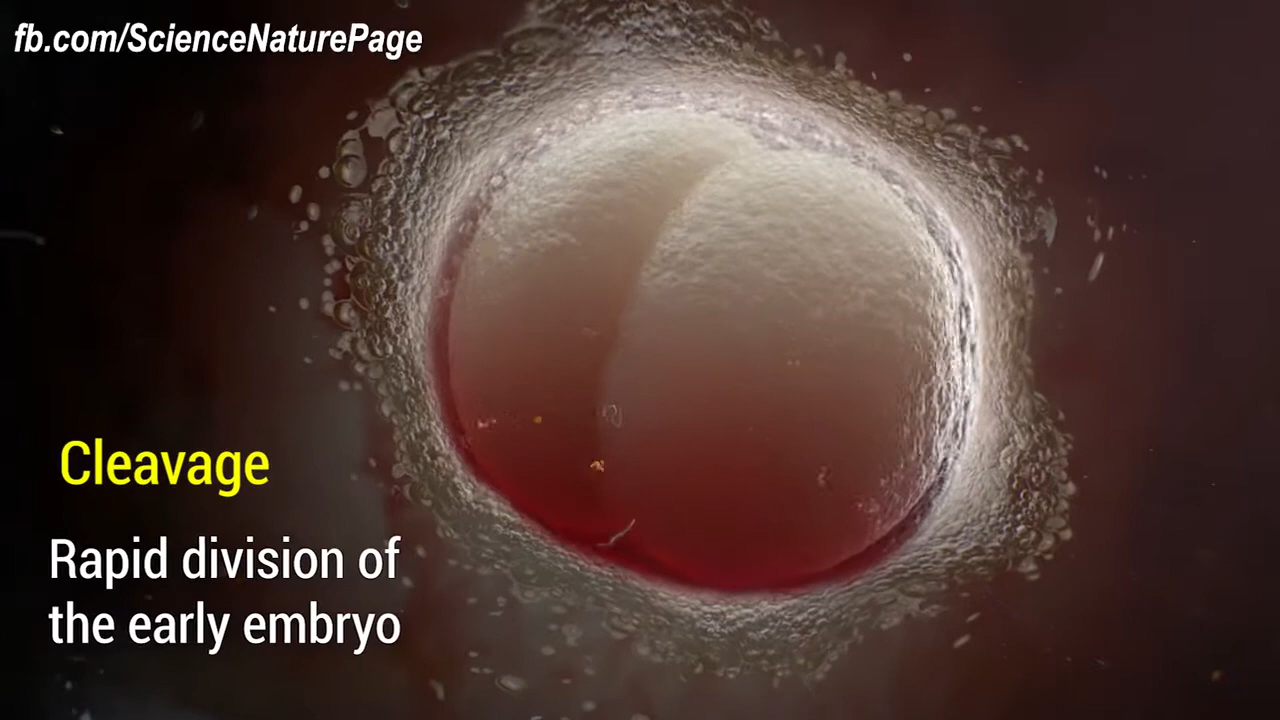 fb.com/ScienceNaturePage
Cleavage
Rapid division of
the early embryo